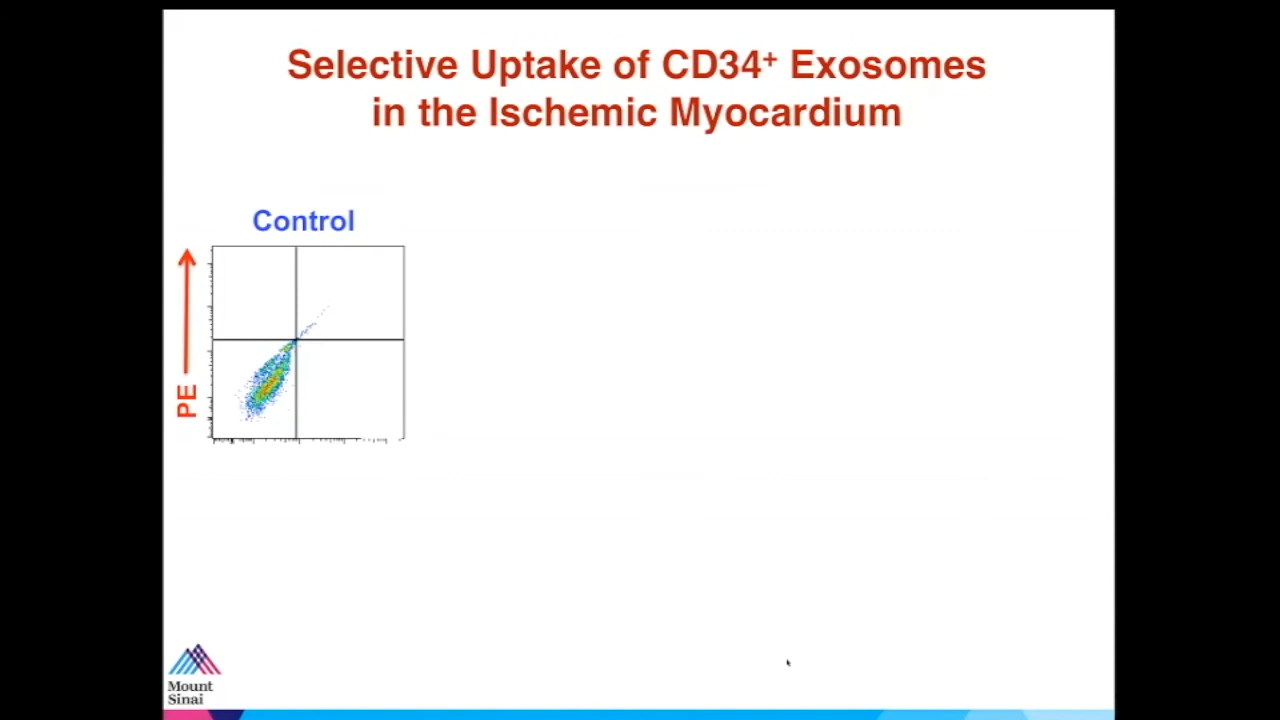 Selective Uptake of CD34⁺ Exosomes
in the Ischemic Myocardium
Control
PE
Mount
Sinai